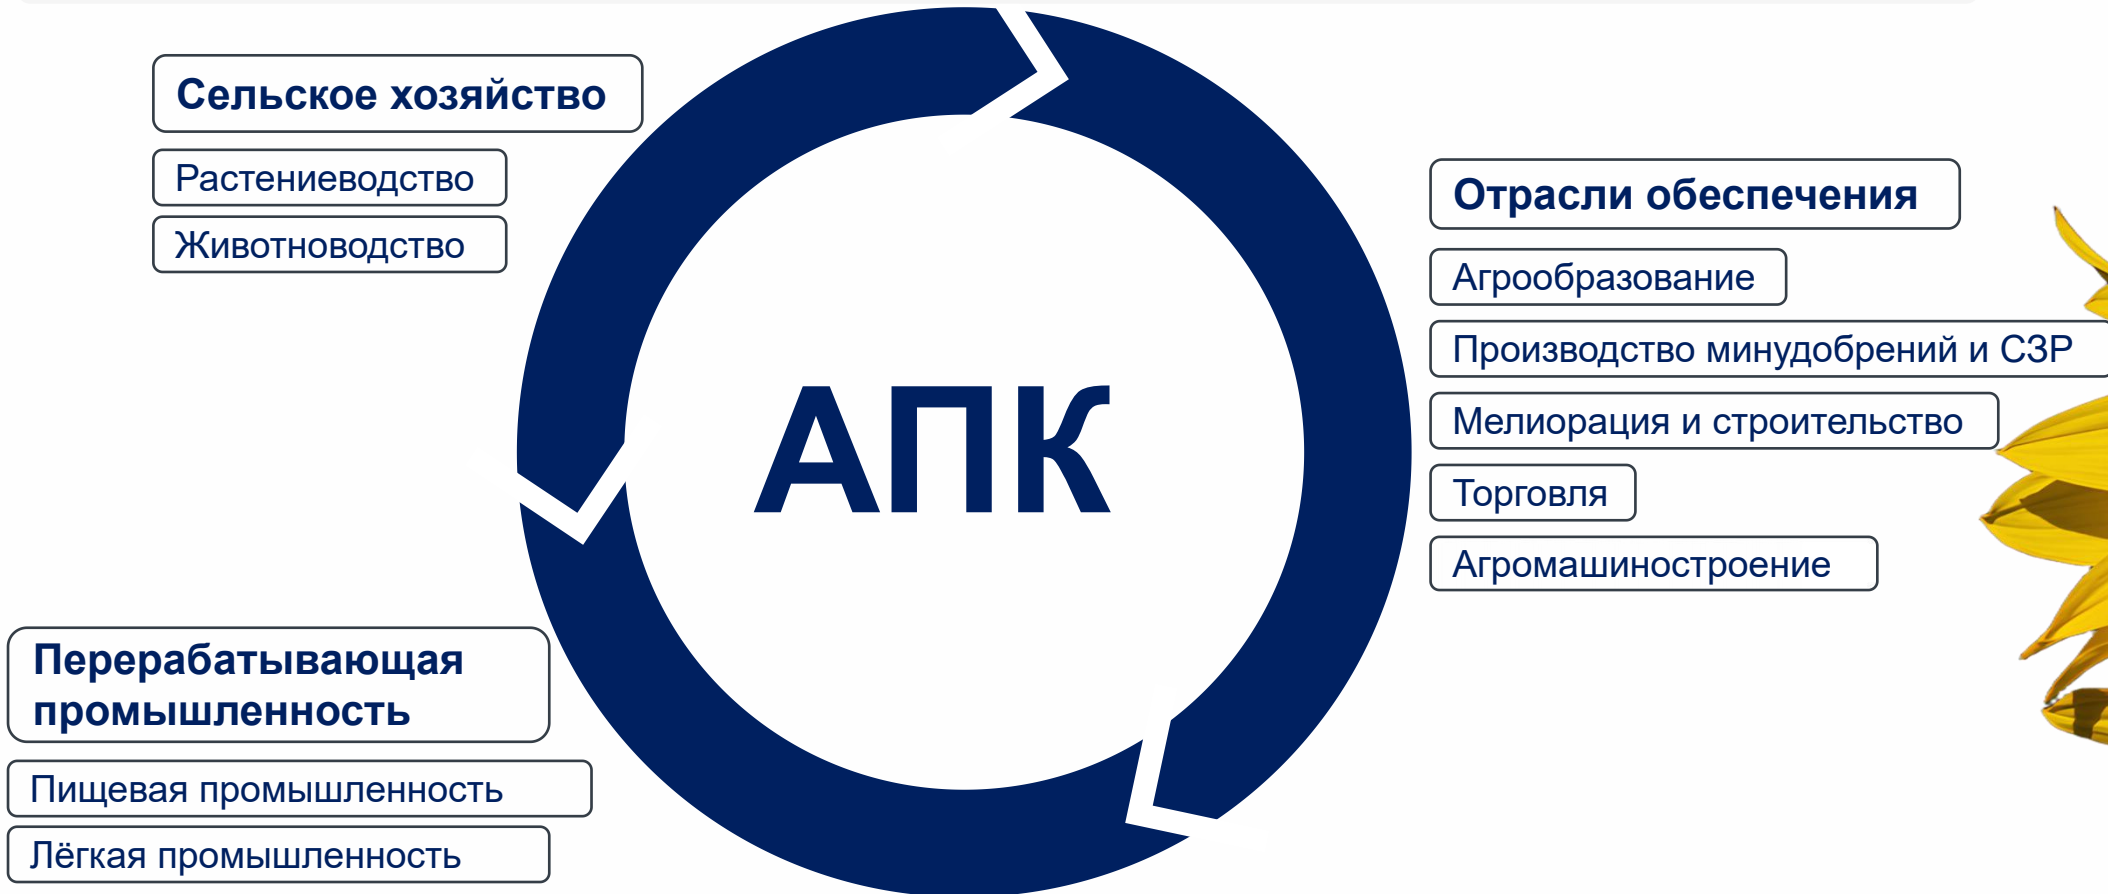 Сельское хозяйство
Растениеводство
Животноводство
АПК
Отрасли обеспечения
Агрообразование
Производство минудобрений и СЗР
Мелиорация и строительство
Торговля
Агромашиностроение
Перерабатывающая
промышленность
Пищевая промышленность
Лёгкая промышленность